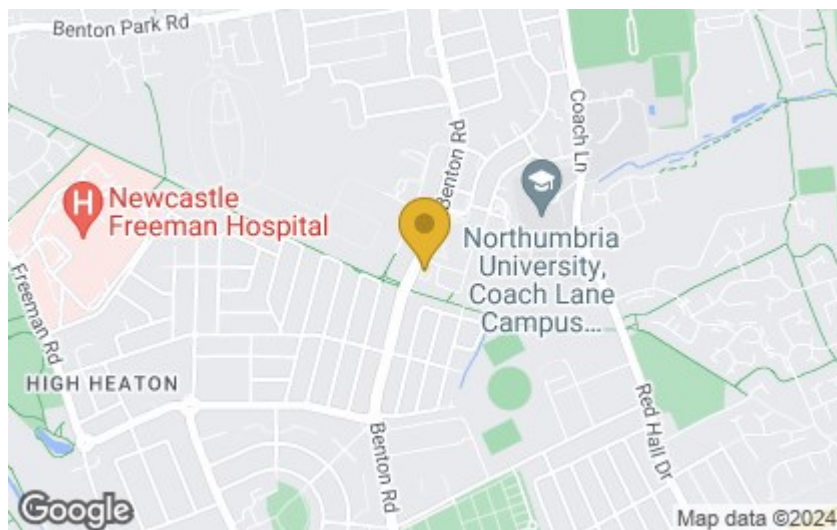 Benton Park Rd
Coach Ln
Benton Rd
H
Newcastle
Freeman Hospital
Northumbria
University,
Coach Lane
Campus...
Freeman Rd
HIGH HEATON
Red Hall Dr
Benton Rd
Google
Map data ©2024